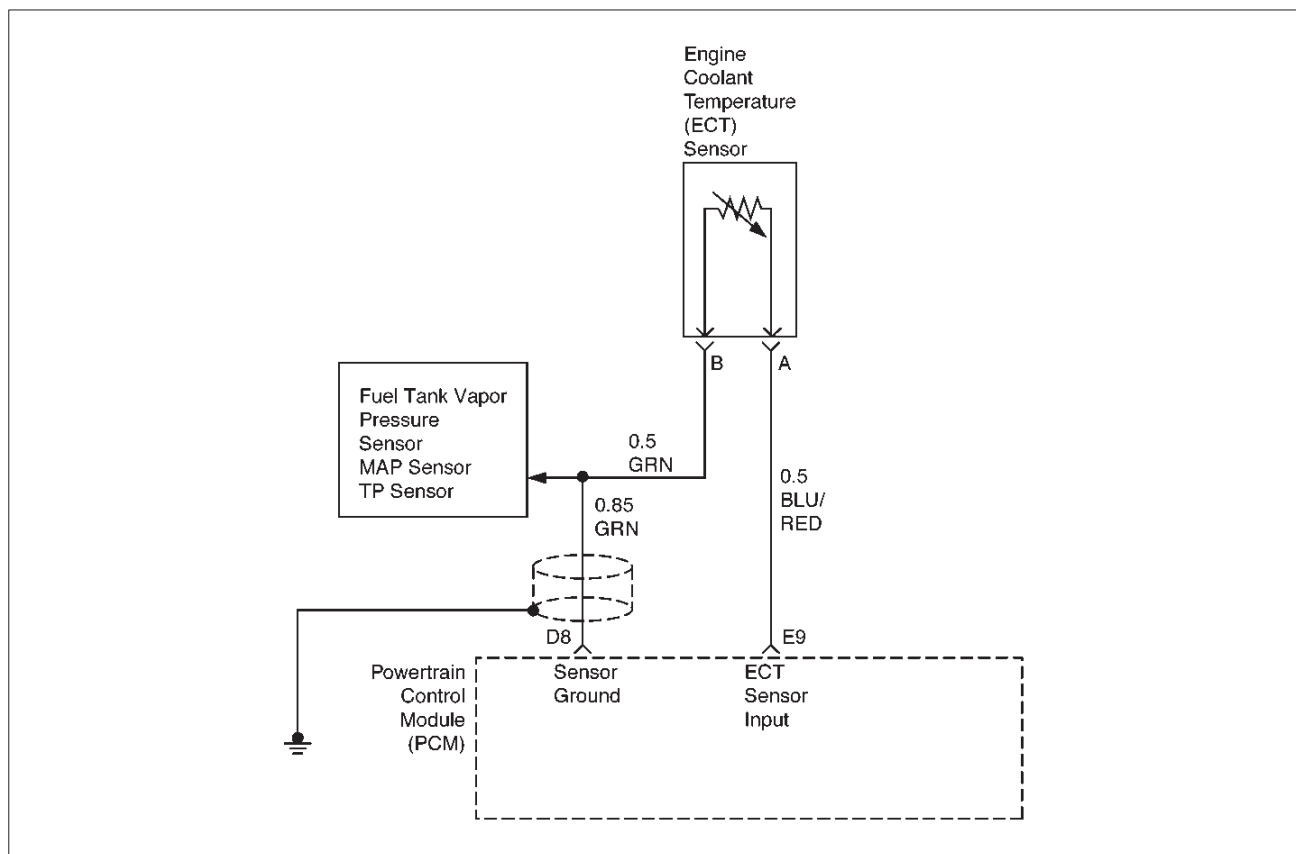 Engine
Coolant
Temperature
(ECT)
Sensor
B
A
Fuel Tank Vapor
Pressure
Sensor
MAP Sensor
TP Sensor
0.5
GRN
0.85
GRN
0.5
BLU/
RED
D8
E9
Powertrain
Control
Module
(PCM)
Sensor
Ground
ECT
Sensor
Input